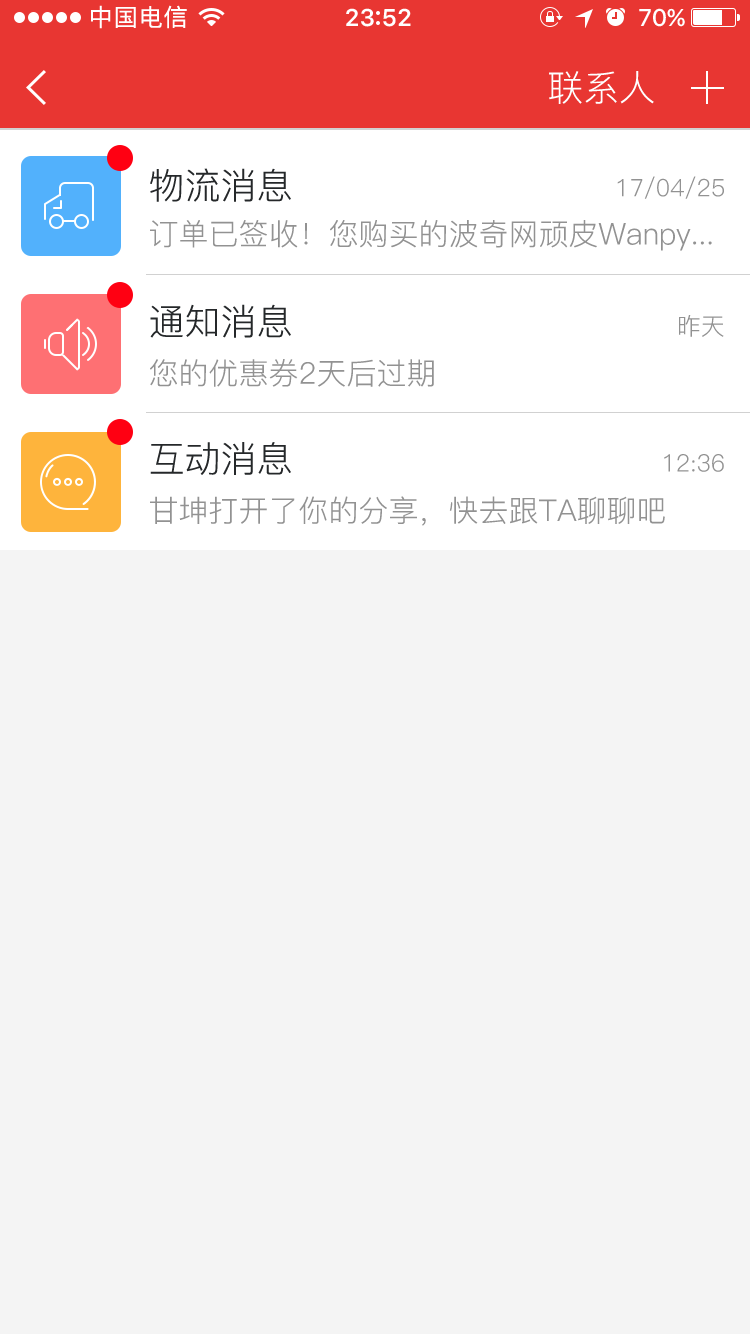 中国电信 23:52 70%
联系人
物流消息 17/04/25
订单已签收！您购买的波奇网顽皮Wanpy...
通知消息 昨天
您的优惠券2天后过期
互动消息 12:36
甘坤打开了你的分享，快去跟TA聊聊吧